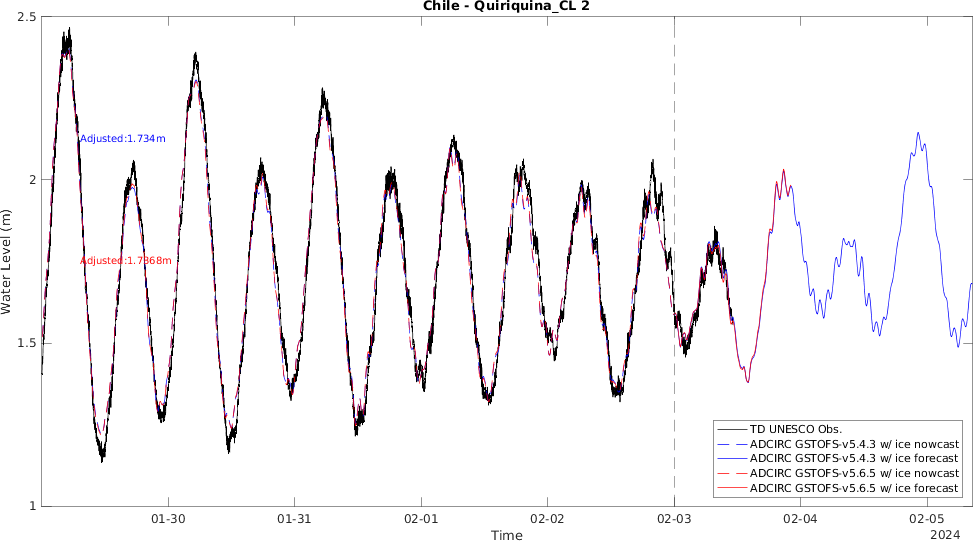 Chile - Quiriquina_CL 2
2.5
2
1.5
1
Water Level (m)
Adjusted:1.734m
Adjusted:1.7368m
TD UNESCO Obs.
ADCIRC GSTOFS-v5.4.3 w/ ice nowcast
ADCIRC GSTOFS-v5.4.3 w/ ice forecast
ADCIRC GSTOFS-v5.6.5 w/ ice nowcast
ADCIRC GSTOFS-v5.6.5 w/ ice forecast
01-30 01-31 02-01 02-02 02-03 02-04 02-05
Time
2024